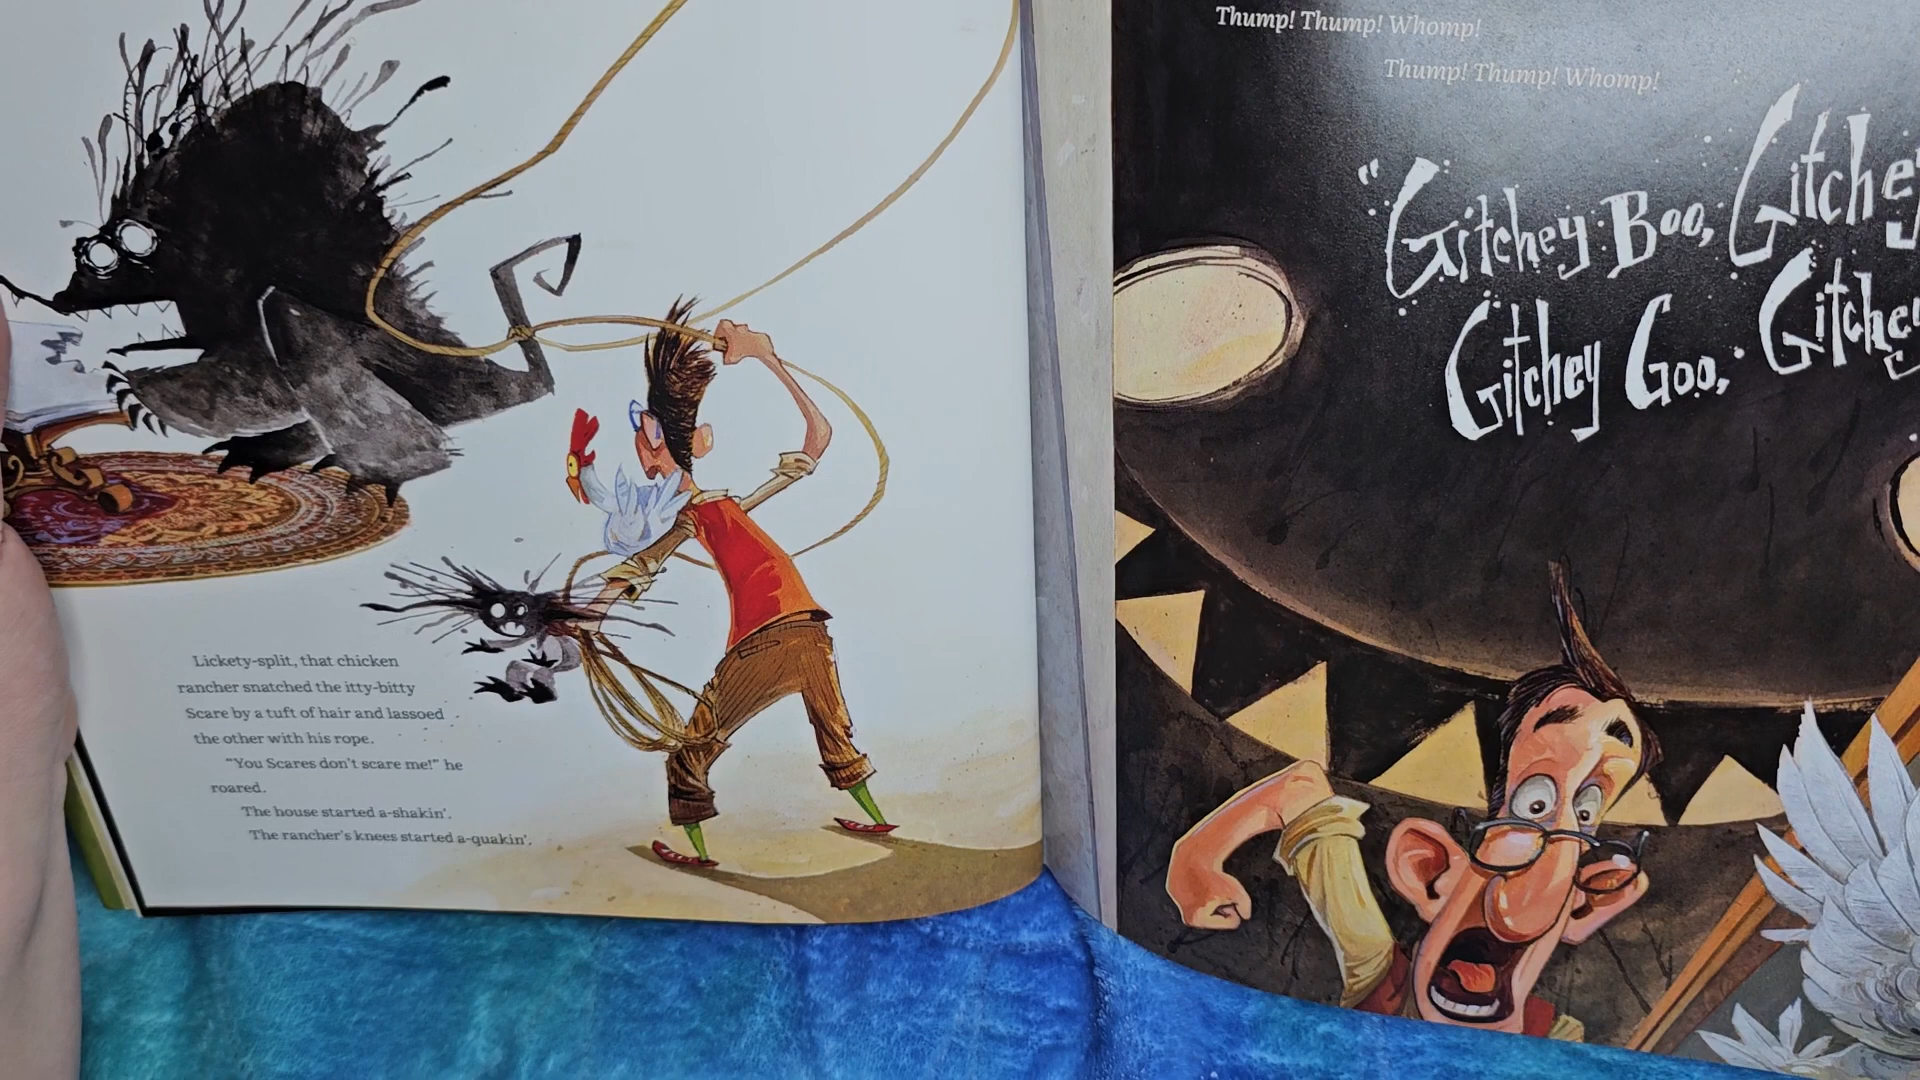 Lickety-split, that chicken
rancher snatched the itty-bitty
Scare by a tuft of hair and lassoed
the other with his rope.
"You Scares don't scare me!" he
roared.
The house started a-shakin'.
The rancher's knees started a-quakin'.
Thump! Thump! Whomp!
Thump! Thump! Whomp!
"Gitchey Boo, Gitchey
Gitchey Goo, Gitchey